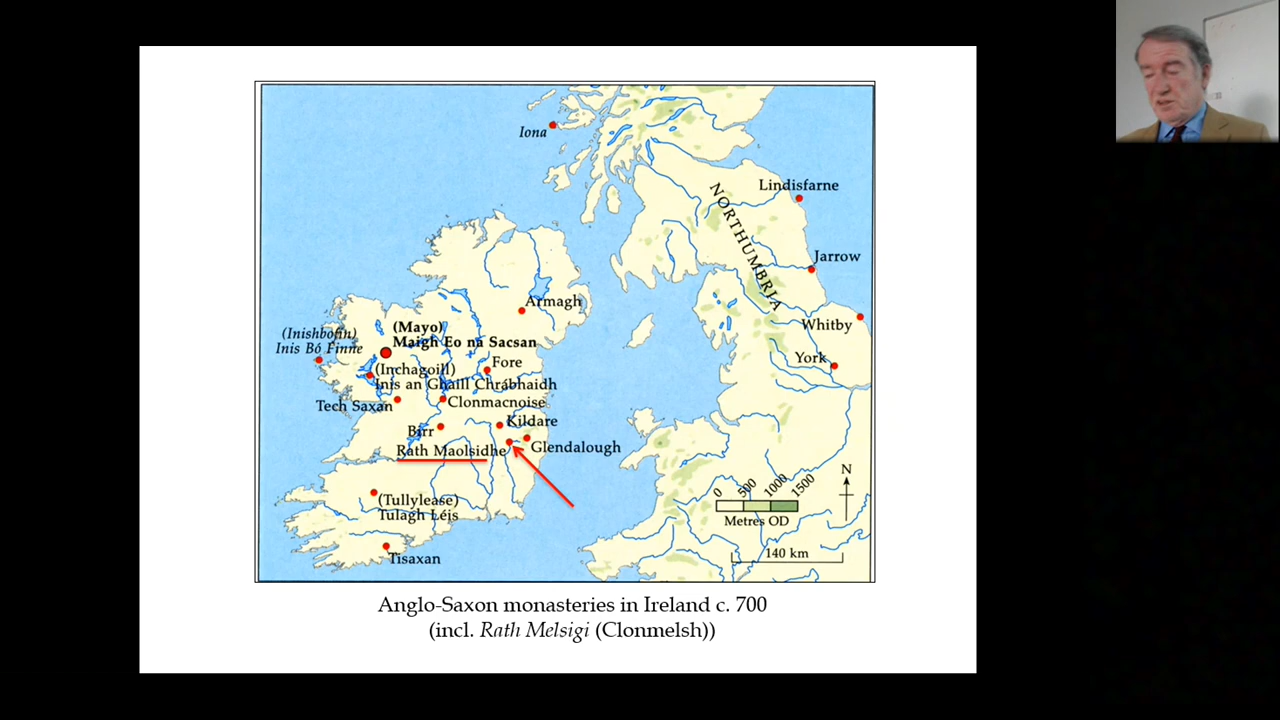 Iona
Lindisfarne
NORTHUMBRIA
Jarrow
Armagh
Whitby
(Mayo)
Maigh Eo na Sacsan
(Inishbofin)
Inis Bó Finne
York
Fore
(Inchagoill)
Inis an Ghaill Chrábhaidh
Tech Saxan
Clonmacnoise
Kildare
Birr
Rath Maolsidhe
Glendalough
N
0 500 1000 1500
Metres OD
(Tullylease)
Tulagh Léis
140 km
Tisaxan
Anglo-Saxon monasteries in Ireland c. 700
(incl. Rath Melsigi (Clonmelsh))